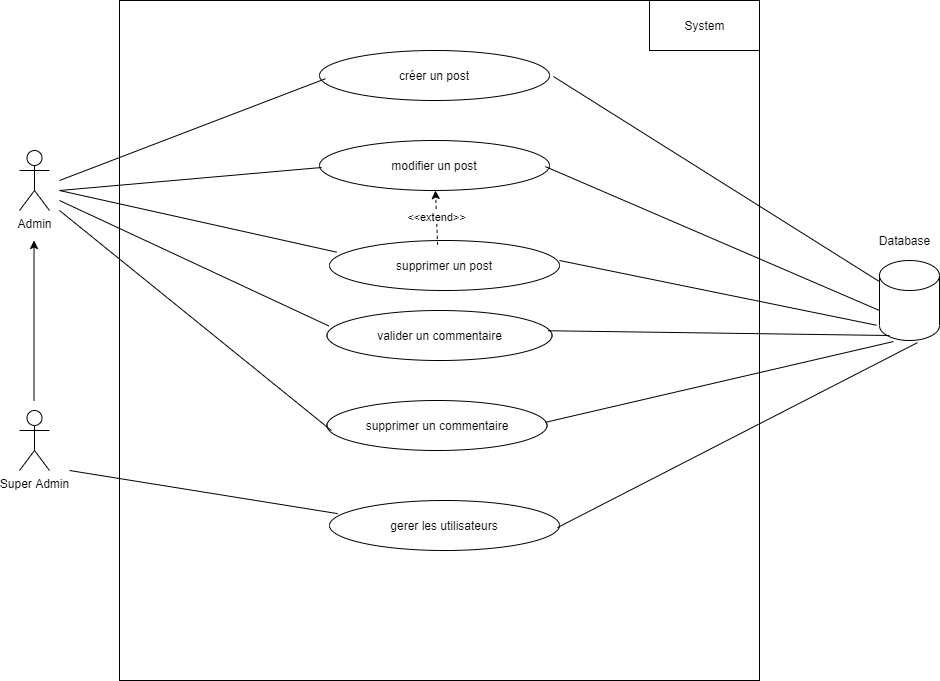 System
créer un post
modifier un post
<<extend>>
Admin
Database
supprimer un post
valider un commentaire
supprimer un commentaire
Super Admin
gerer les utilisateurs